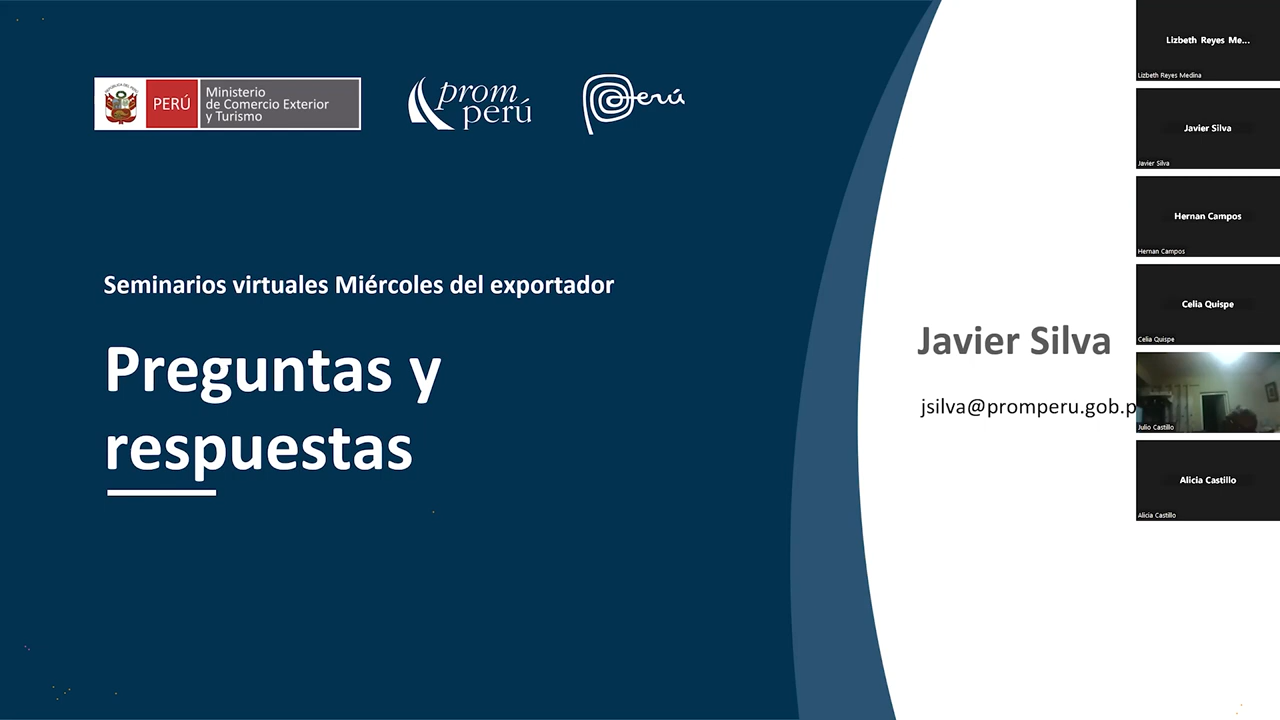 PERÚ
Ministerio
de Comercio Exterior
y Turismo
prom
perú
Perú
Seminarios virtuales Miércoles del exportador
Preguntas y
respuestas
Javier Silva
jsilva@promperu.gob.p
Lizbeth Reyes Me...
Lizbeth Reyes Medina
Javier Silva
Javier Silva
Hernan Campos
Hernan Campos
Celia Quispe
Celia Quispe
Julio Castillo
Alicia Castillo
Alicia Castillo